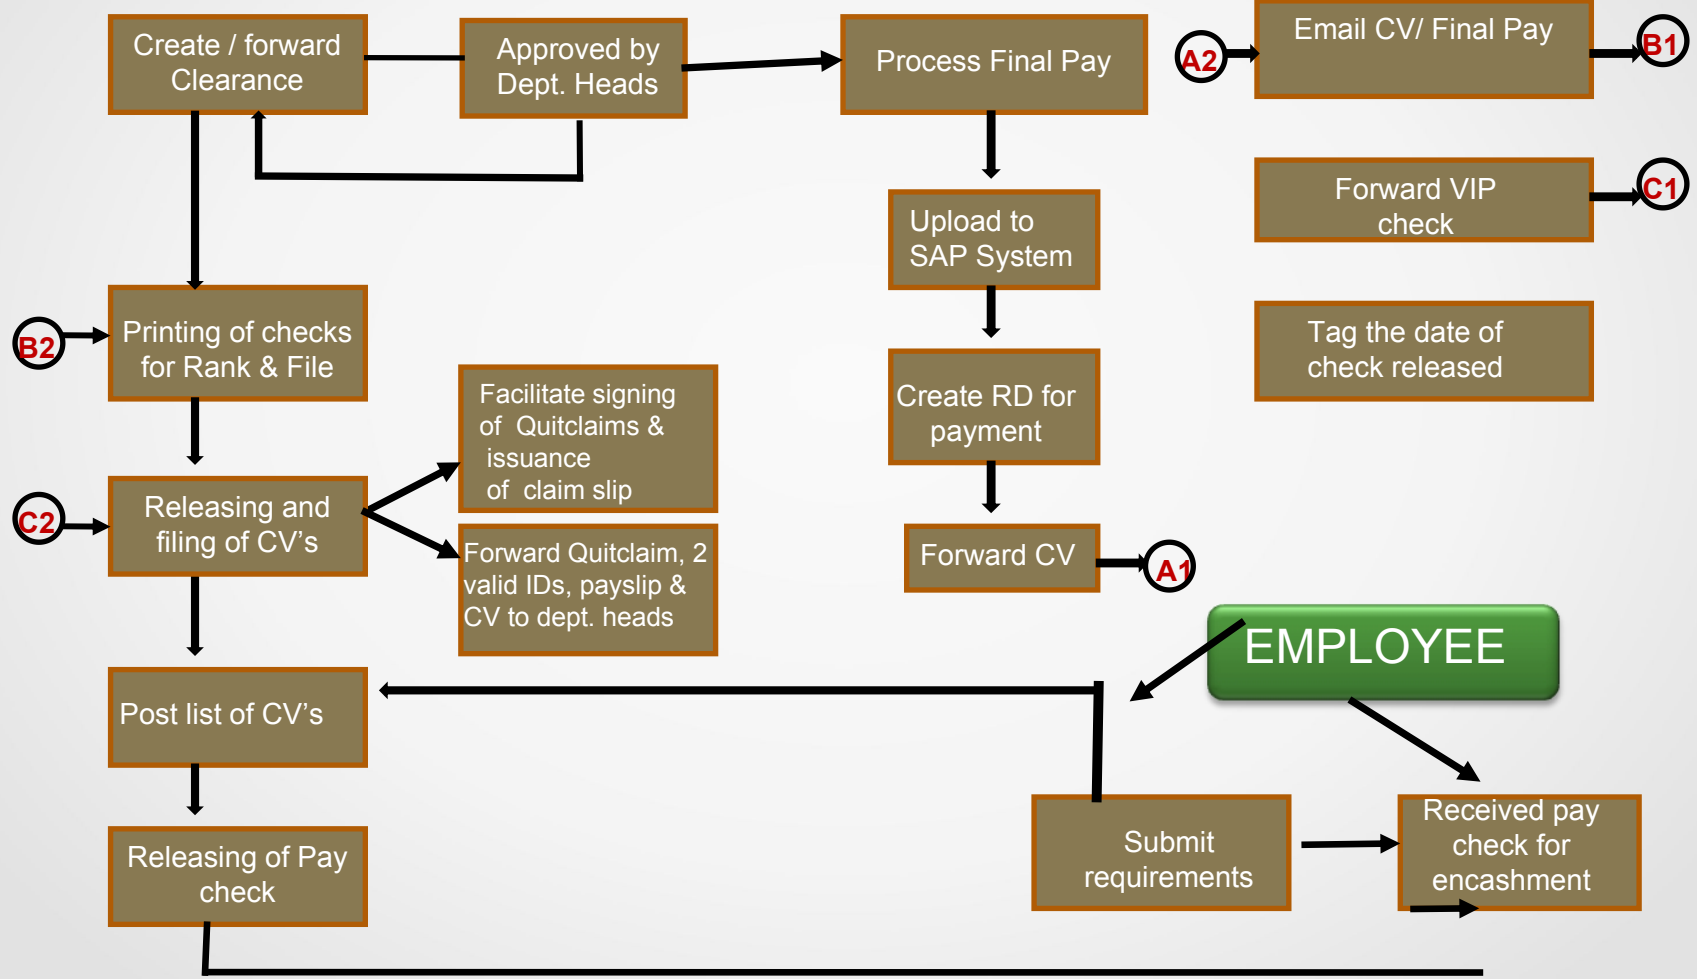 Create / forward
Clearance
Approved by
Dept. Heads
Process Final Pay
A2
Email CV/ Final Pay
B1
Forward VIP
check
C1
Upload to
SAP System
Tag the date of
check released
B2
Printing of checks
for Rank & File
Facilitate signing
of Quitclaims &
issuance
of claim slip
Create RD for
payment
C2
Releasing and
filing of CV’s
Forward Quitclaim, 2
valid IDs, payslip &
CV to dept. heads
Forward CV
A1
EMPLOYEE
Post list of CV’s
Submit
requirements
Received pay
check for
encashment
Releasing of Pay
check